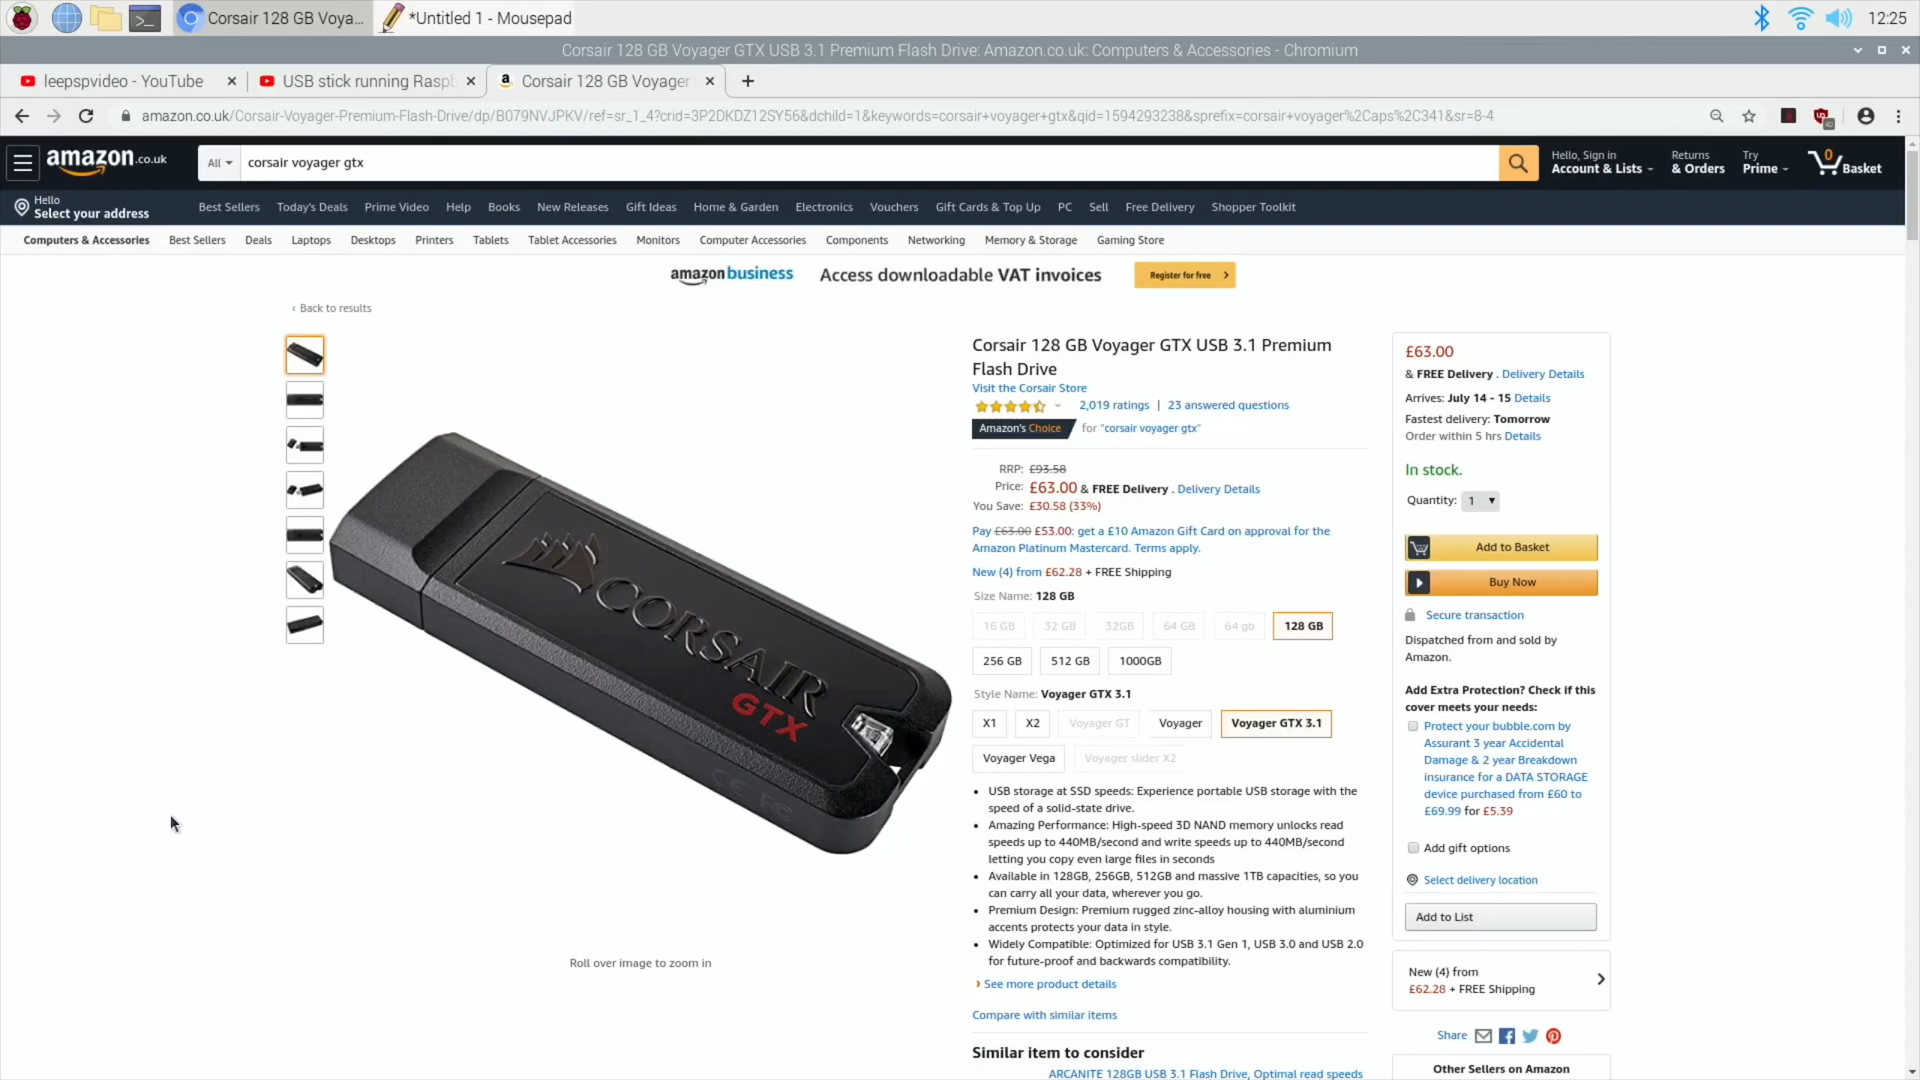 Corsair 128 GB Voya...
*Untitled 1 - Mousepad
12:25
Corsair 128 GB Voyager GTX USB 3.1 Premium Flash Drive: Amazon.co.uk: Computers & Accessories - Chromium
leepspvideo - YouTube
USB stick running Raspb
Corsair 128 GB Voyager
amazon.co.uk/Corsair-Voyager-Premium-Flash-Drive/dp/B079NVJPKV/ref=sr_1_4?crid=3P2DKDZ12SY56&dchild=1&keywords=corsair+voyager+gtx&qid=1594293238&sprefix=corsair+voyager%2Caps%2C341&sr=8-4
amazon.co.uk
All
corsair voyager gtx
Hello, Sign in
Account & Lists
Returns
& Orders
Try
Prime
0
Basket
Hello
Select your address
Best Sellers Today's Deals Prime Video Help Books New Releases Gift Ideas Home & Garden Electronics Vouchers Gift Cards & Top Up PC Sell Free Delivery Shopper Toolkit
Computers & Accessories Best Sellers Deals Laptops Desktops Printers Tablets Tablet Accessories Monitors Computer Accessories Components Networking Memory & Storage Gaming Store
amazon business Access downloadable VAT invoices Register for free
‹ Back to results
CORSAIR
GTX
Roll over image to zoom in
Corsair 128 GB Voyager GTX USB 3.1 Premium
Flash Drive
Visit the Corsair Store
2,019 ratings | 23 answered questions
Amazon's Choice for "corsair voyager gtx"
RRP: £93.58
Price: £63.00 & FREE Delivery . Delivery Details
You Save: £30.58 (33%)
Pay £63.00 £53.00: get a £10 Amazon Gift Card on approval for the
Amazon Platinum Mastercard. Terms apply.
New (4) from £62.28 + FREE Shipping
Size Name: 128 GB
16 GB 32 GB 32GB 64 GB 64 gb 128 GB
256 GB 512 GB 1000GB
Style Name: Voyager GTX 3.1
X1 X2 Voyager GT Voyager Voyager GTX 3.1
Voyager Vega Voyager slider X2
• USB storage at SSD speeds: Experience portable USB storage with the
speed of a solid-state drive.
• Amazing Performance: High-speed 3D NAND memory unlocks read
speeds up to 440MB/second and write speeds up to 440MB/second
letting you copy even large files in seconds
• Available in 128GB, 256GB, 512GB and massive 1TB capacities, so you
can carry all your data, wherever you go.
• Premium Design: Premium rugged zinc-alloy housing with aluminium
accents protects your data in style.
• Widely Compatible: Optimized for USB 3.1 Gen 1, USB 3.0 and USB 2.0
for future-proof and backwards compatibility.
› See more product details
Compare with similar items
Similar item to consider
ARCANITE 128GB USB 3.1 Flash Drive, Optimal read speeds
£63.00
& FREE Delivery . Delivery Details
Arrives: July 14 - 15 Details
Fastest delivery: Tomorrow
Order within 5 hrs Details
In stock.
Quantity: 1
Add to Basket
Buy Now
Secure transaction
Dispatched from and sold by
Amazon.
Add Extra Protection? Check if this
cover meets your needs:
Protect your bubble.com by
Assurant 3 year Accidental
Damage & 2 year Breakdown
insurance for a DATA STORAGE
device purchased from £60 to
£69.99 for £5.39
Add gift options
Select delivery location
Add to List
New (4) from
£62.28 + FREE Shipping
Share
Other Sellers on Amazon